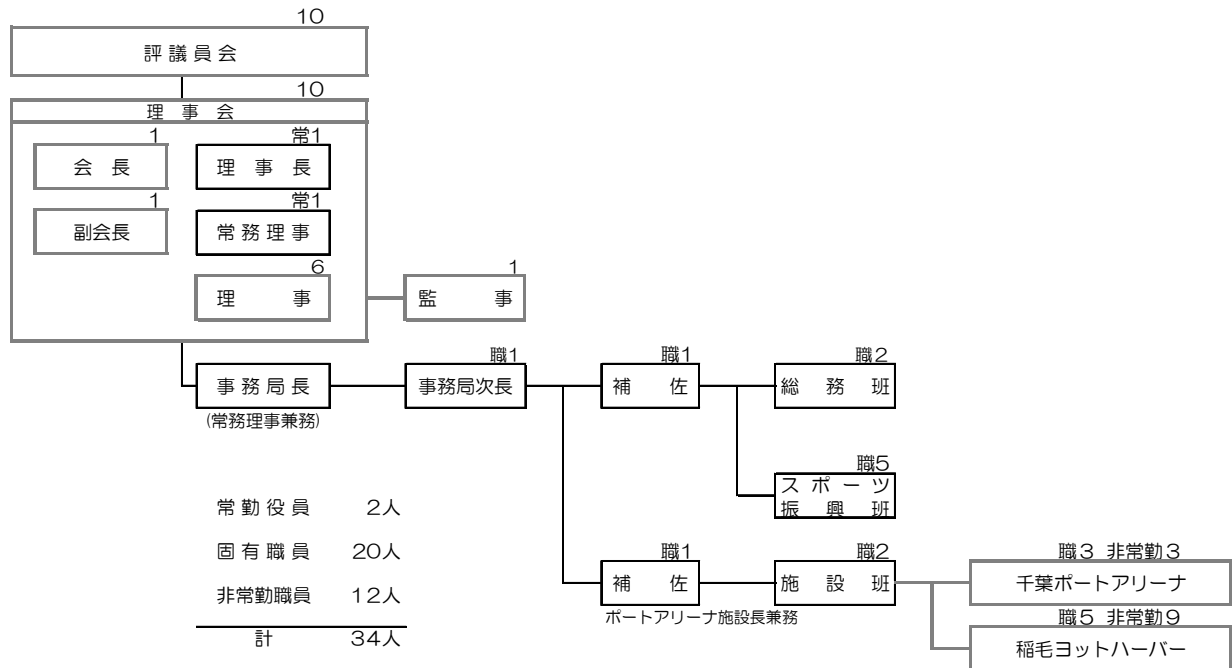 10
評議員会
10
理事会
1
会長
常1
理事長
1
副会長
常1
常務理事
6
理事
1
監事
事務局長
(常務理事兼務)
職1
事務局次長
職1
補佐
職2
総務班
職5
スポーツ
振興班
職1
補佐
ポートアリーナ施設長兼務
職2
施設班
職3 非常勤3
千葉ポートアリーナ
職5 非常勤9
稲毛ヨットハーバー
常勤役員 2人
固有職員 20人
非常勤職員 12人
計 34人